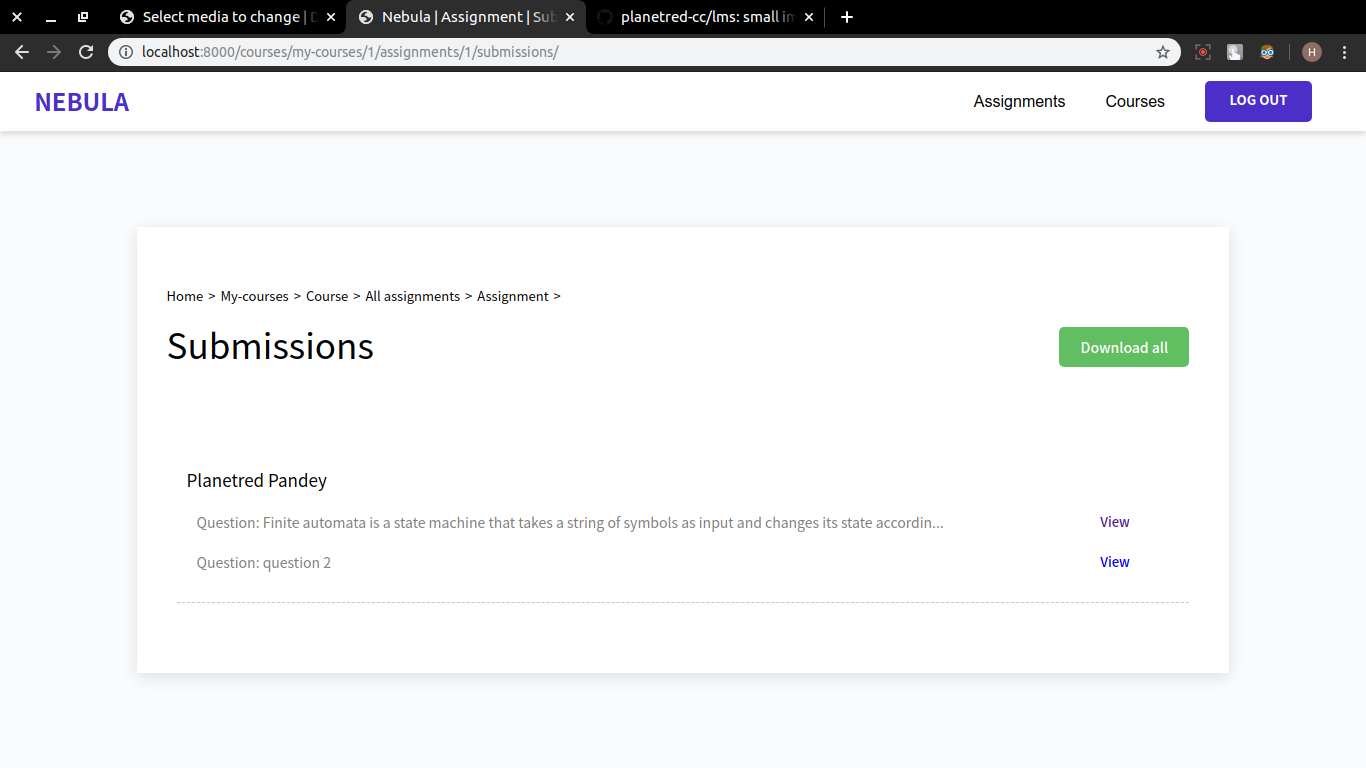 Select media to change |
Nebula | Assignment | Sub
planetred-cc/lms: small in
localhost:8000/courses/my-courses/1/assignments/1/submissions/
H
NEBULA
Assignments
Courses
LOG OUT
Home > My-courses > Course > All assignments > Assignment >
Submissions
Download all
Planetred Pandey
Question: Finite automata is a state machine that takes a string of symbols as input and changes its state accordin...
View
Question: question 2
View